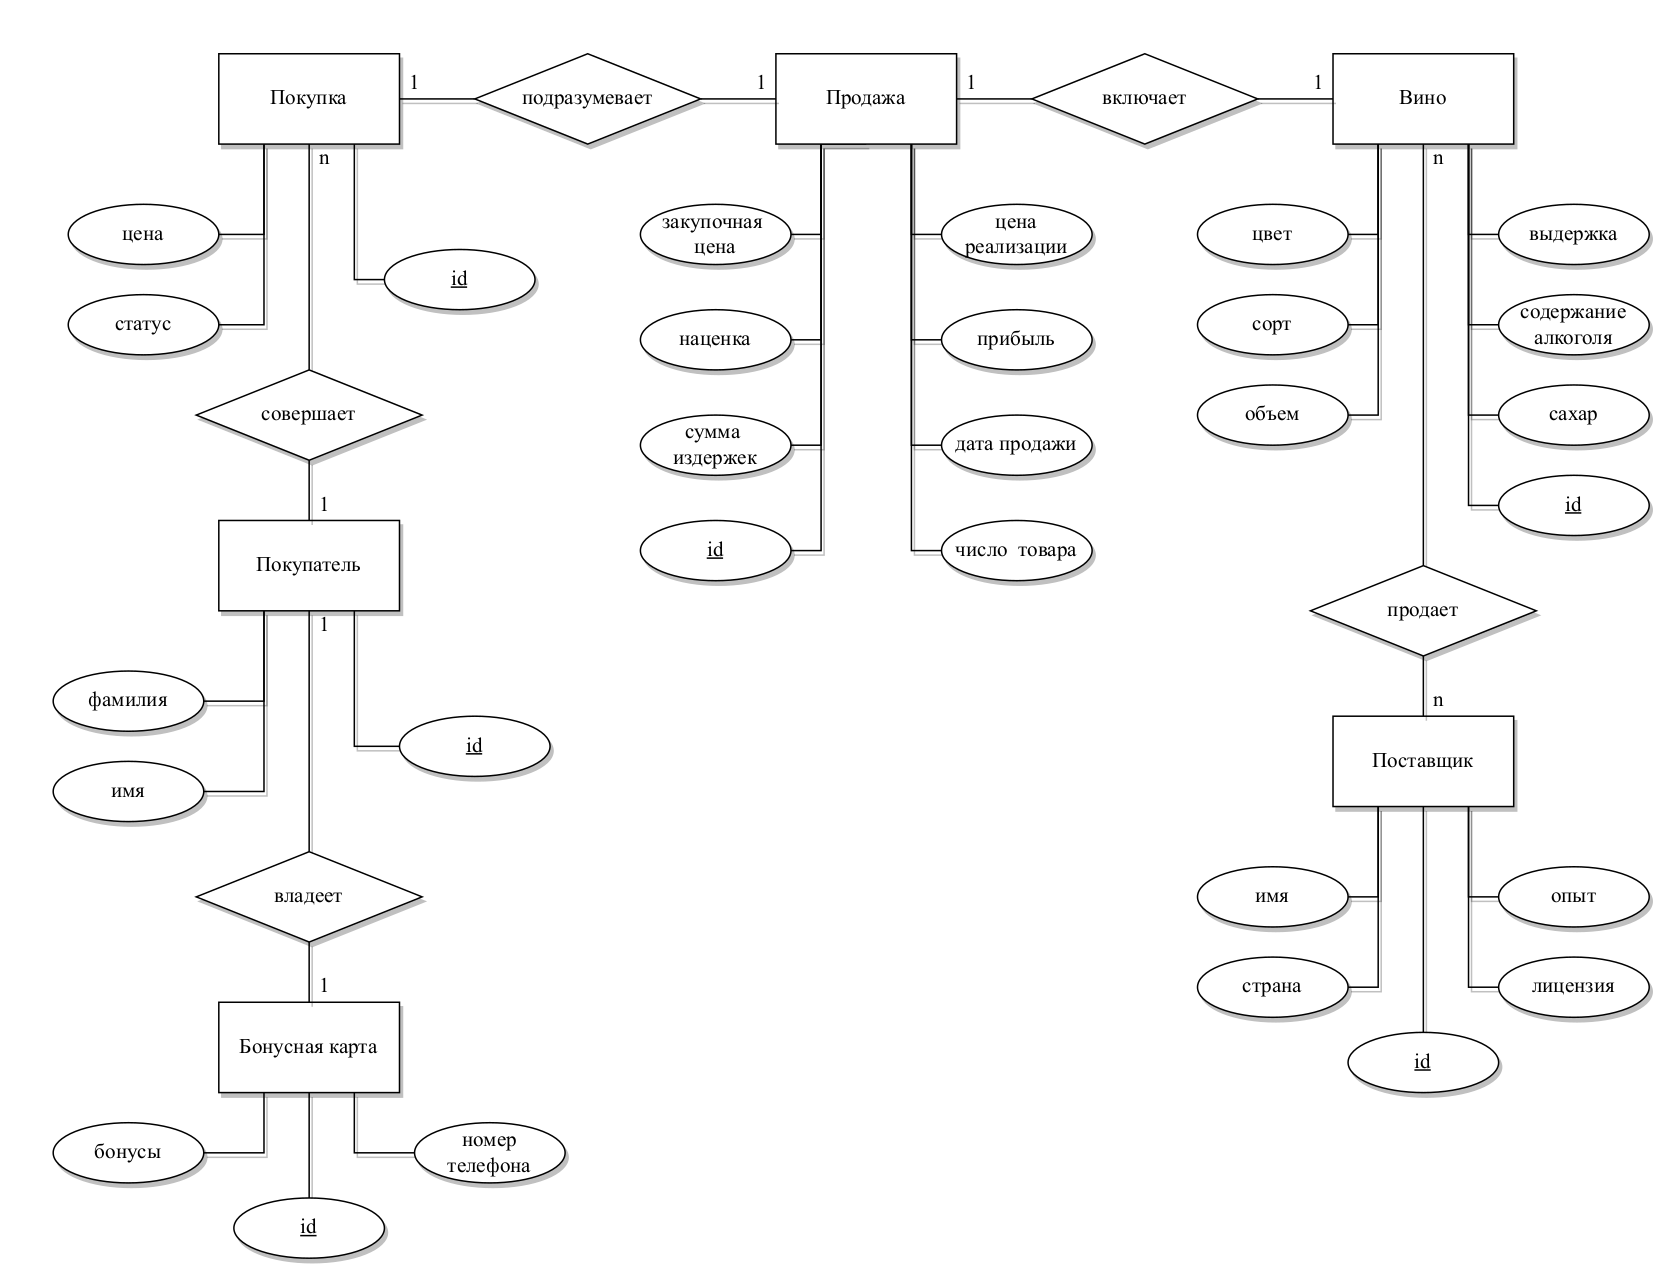 Покупка
1
подразумевает
1
Продажа
1
включает
1
Вино
n
n
цена
id
статус
закупочная
цена
цена
реализации
наценка
прибыль
сумма
издержек
дата продажи
id
число товара
цвет
выдержка
сорт
содержание
алкоголя
объем
сахар
id
совершает
1
Покупатель
1
фамилия
id
имя
владеет
1
Бонусная карта
бонусы
номер
телефона
id
продает
n
Поставщик
имя
опыт
страна
лицензия
id